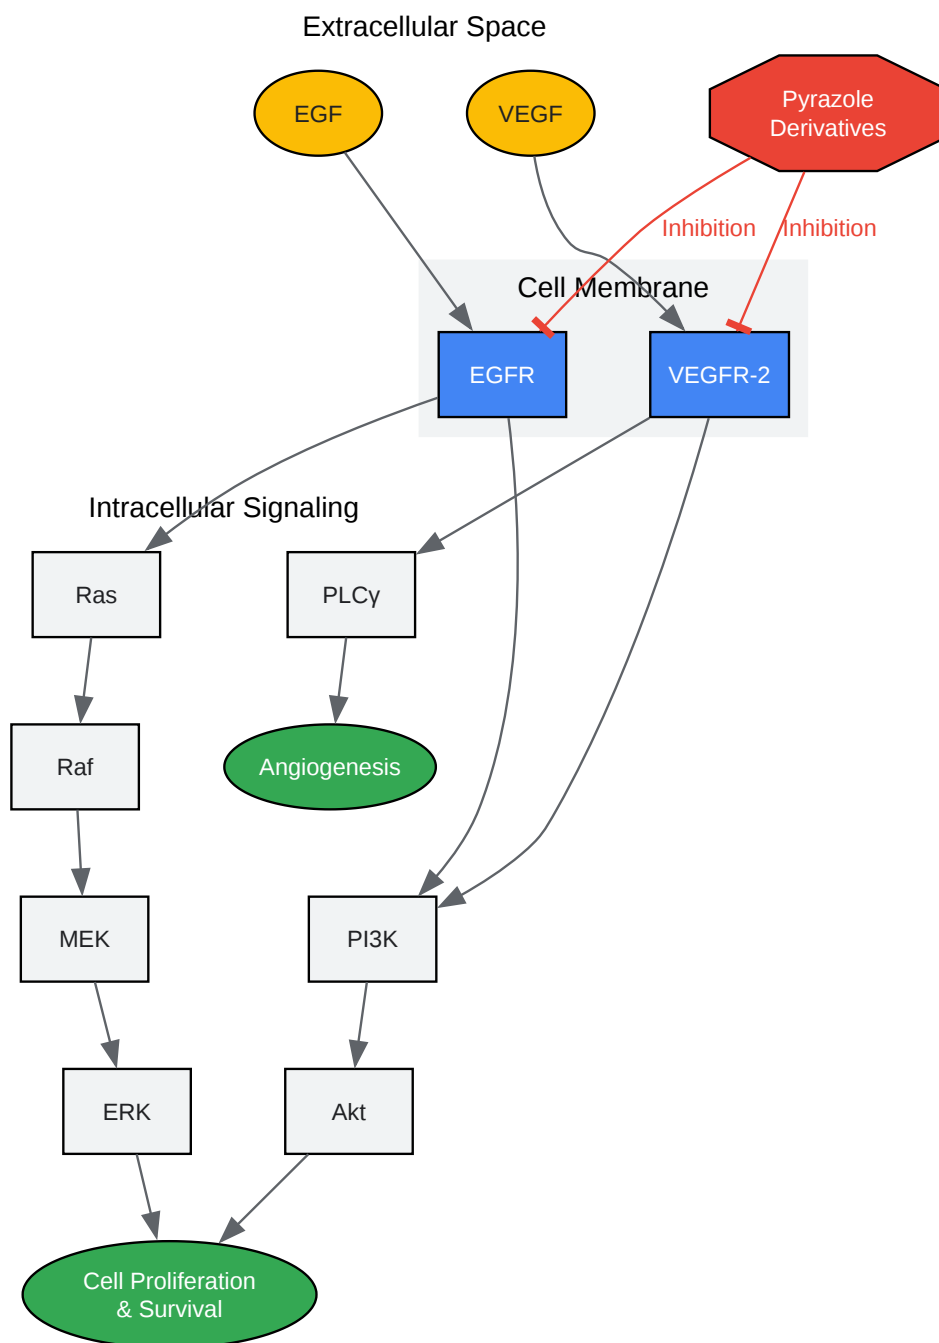 Extracellular Space
EGF
VEGF
Pyrazole
Derivatives
Inhibition
Inhibition
Cell Membrane
EGFR
VEGFR-2
Intracellular Signaling
Ras
PLCγ
Raf
Angiogenesis
MEK
PI3K
ERK
Akt
Cell Proliferation
& Survival